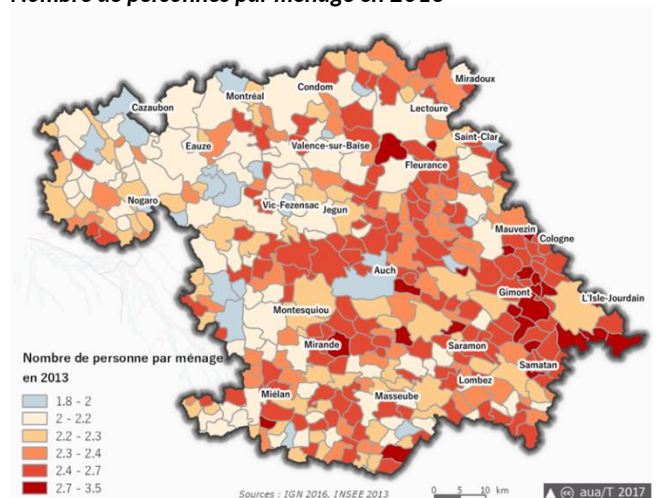 Nombre de personnes par ménage en 2013
Miradoux
Condom
Montréal
Cazaubon
Lectoure
Saint-Clar
Eauze
Valence-sur-Baïse
Fleurance
Nogaro
Vic-Fezensac
Jegun
Mauvezin
Cologne
Auch
Gimont
L'Isle-Jourdain
Montesquiou
Mirande
Saramon
Samatan
Lombez
Miélan
Masseube
Nombre de personne par ménage
en 2013
1.8 - 2
2 - 2.2
2.2 - 2.3
2.3 - 2.4
2.4 - 2.7
2.7 - 3.5
Sources : IGN 2016, INSEE 2013
0 5 10 km
cc aua/T 2017